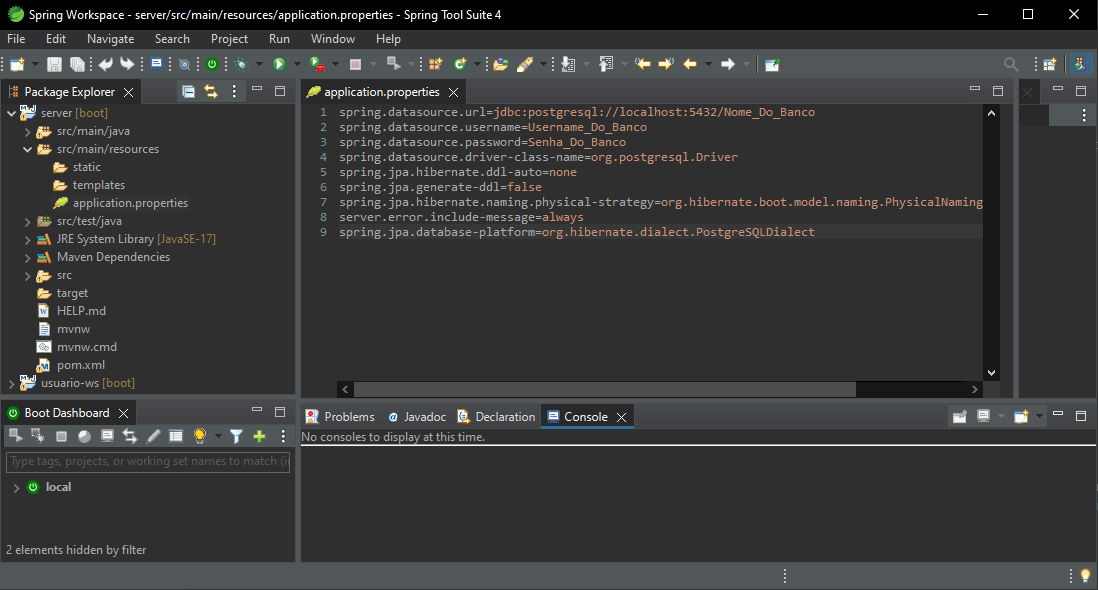 Spring Workspace - server/src/main/resources/application.properties - Spring Tool Suite 4
File Edit Navigate Search Project Run Window Help
Package Explorer
server [boot]
src/main/java
src/main/resources
static
templates
application.properties
src/test/java
JRE System Library [JavaSE-17]
Maven Dependencies
src
target
HELP.md
mvnw
mvnw.cmd
pom.xml
usuario-ws [boot]
application.properties
1 spring.datasource.url=jdbc:postgresql://localhost:5432/Nome_Do_Banco
2 spring.datasource.username=Username_Do_Banco
3 spring.datasource.password=Senha_Do_Banco
4 spring.datasource.driver-class-name=org.postgresql.Driver
5 spring.jpa.hibernate.ddl-auto=none
6 spring.jpa.generate-ddl=false
7 spring.jpa.hibernate.naming.physical-strategy=org.hibernate.boot.model.naming.PhysicalNaming
8 server.error.include-message=always
9 spring.jpa.database-platform=org.hibernate.dialect.PostgreSQLDialect
Boot Dashboard
Type tags, projects, or working set names to match (i
local
2 elements hidden by filter
Problems Javadoc Declaration Console
No consoles to display at this time.